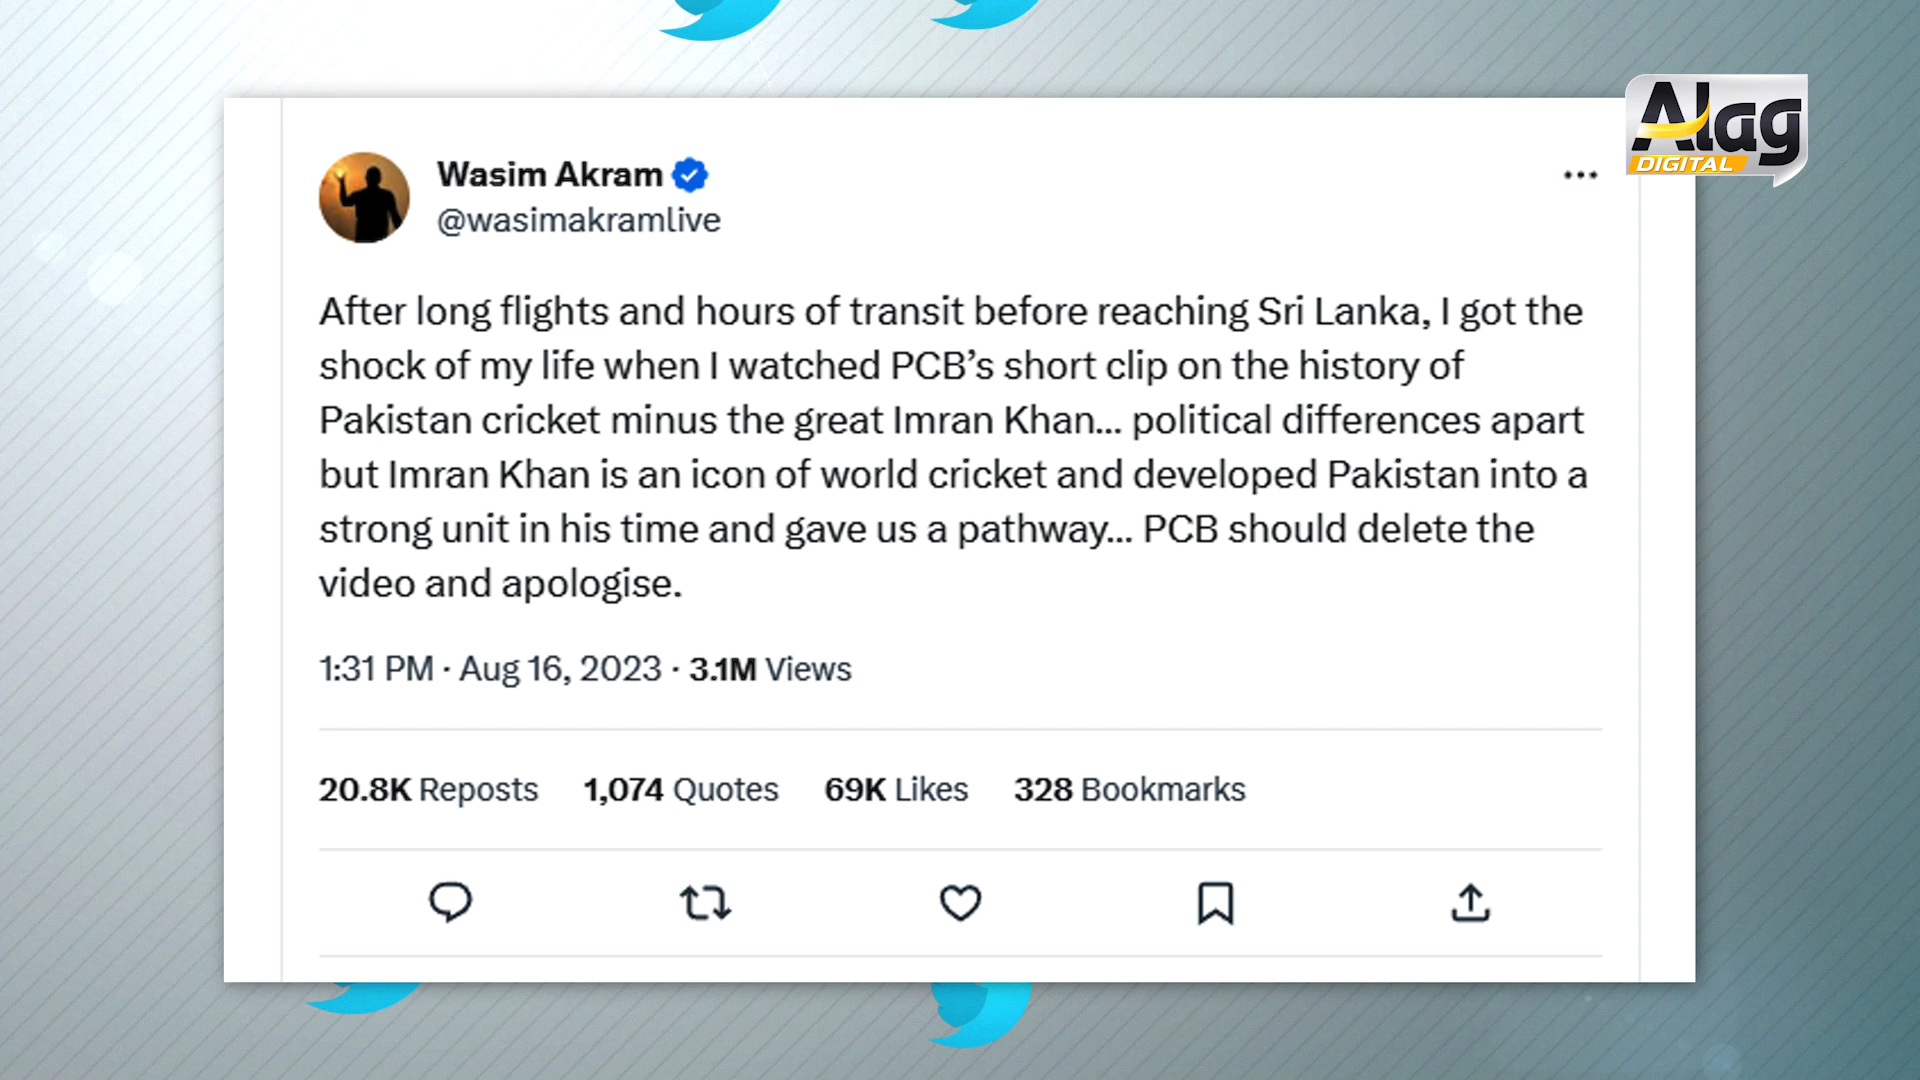 Alag
DIGITAL
Wasim Akram
@wasimakramlive
After long flights and hours of transit before reaching Sri Lanka, I got the
shock of my life when I watched PCB’s short clip on the history of
Pakistan cricket minus the great Imran Khan... political differences apart
but Imran Khan is an icon of world cricket and developed Pakistan into a
strong unit in his time and gave us a pathway... PCB should delete the
video and apologise.
1:31 PM · Aug 16, 2023 · 3.1M Views
20.8K Reposts 1,074 Quotes 69K Likes 328 Bookmarks